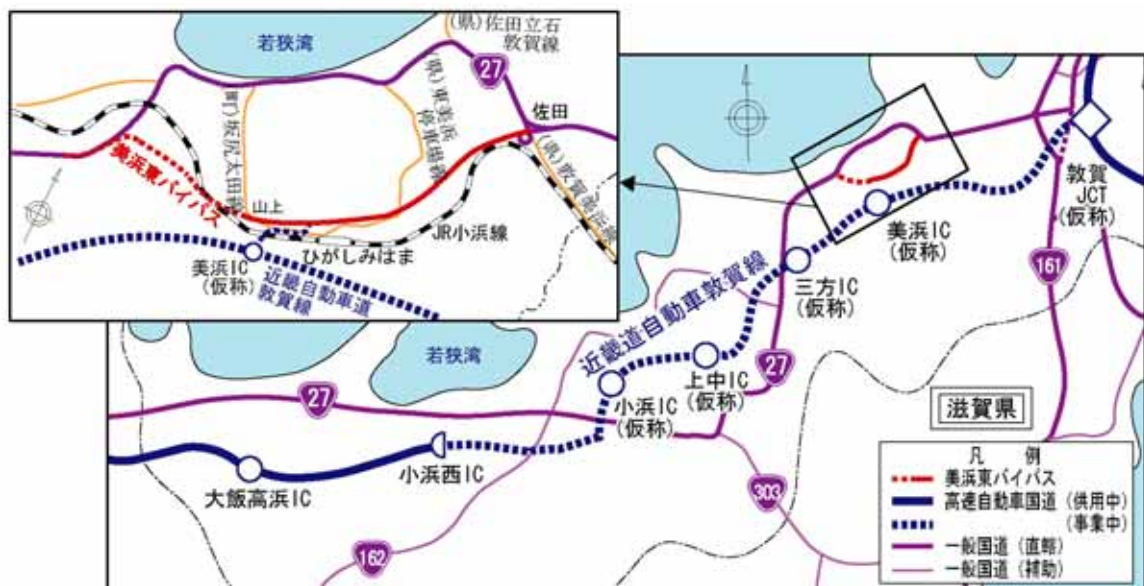 若狭湾
(県)佐田立石
敦賀線
27
(県)東美浜
停車場線
佐田
(町)坂尻太田線
美浜東バイパス
山上
JR小浜線
ひがしみはま
美浜IC
(仮称)
近畿自動車道
敦賀線
敦賀
JCT
(仮称)
美浜IC
(仮称)
161
三方IC
(仮称)
近畿道自動車敦賀線
若狭湾
27
上中IC
(仮称)
27
小浜IC
(仮称)
滋賀県
小浜西IC
大飯高浜IC
303
162
凡 例
美浜東バイパス
高速自動車国道(供用中)
(事業中)
一般国道(直轄)
一般国道(補助)